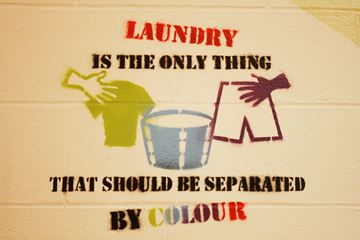 LAUNDRY
IS THE ONLY THING
THAT SHOULD BE SEPARATED
BY COLOUR